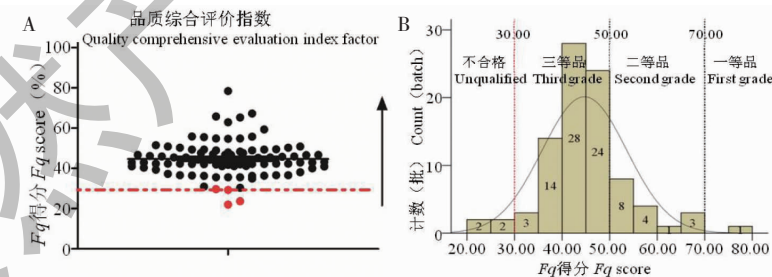 A
品质综合评价指数
Quality comprehensive evaluation index factor
Fq得分 Fq score（%）
100
80
60
40
20
0
B
计数（批） Count（batch）
30
20
10
0
30.00
50.00
70.00
不合格
Unqualified
三等品
Third grade
二等品
Second grade
一等品
First grade
2
2
3
14
28
24
8
4
3
20.00 30.00 40.00 50.00 60.00 70.00 80.00
Fq得分 Fq score